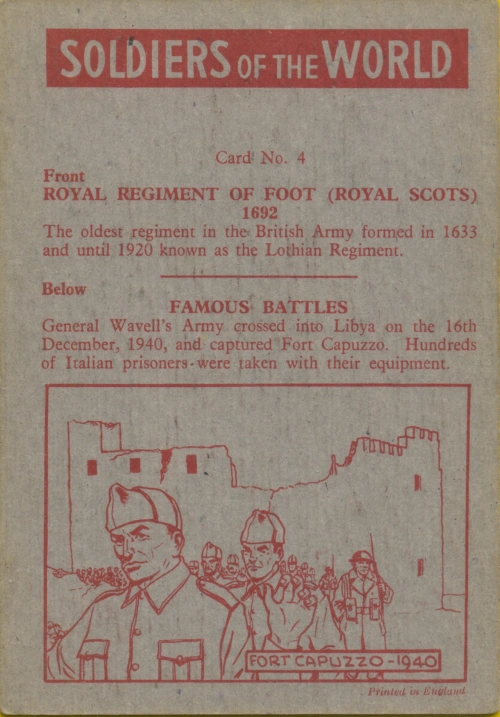 SOLDIERS OF THE WORLD
Card No. 4
Front
ROYAL REGIMENT OF FOOT (ROYAL SCOTS)
1692
The oldest regiment in the British Army formed in 1633
and until 1920 known as the Lothian Regiment.
Below
FAMOUS BATTLES
General Wavell's Army crossed into Libya on the 16th
December, 1940, and captured Fort Capuzzo. Hundreds
of Italian prisoners were taken with their equipment.
FORT CAPUZZO-1940
Printed in England